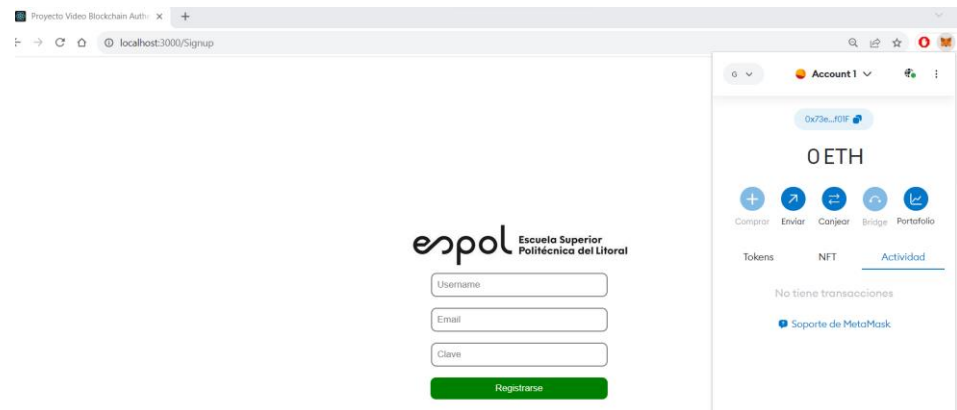 Proyecto Video Blockchain Auth
localhost:3000/Signup
G
Account 1
0x73e...f01F
0 ETH
Comprar Enviar Canjear Bridge Portafolio
Tokens NFT Actividad
No tiene transacciones
Soporte de MetaMask
espol Escuela Superior
Politécnica del Litoral
Username
Email
Clave
Registrarse